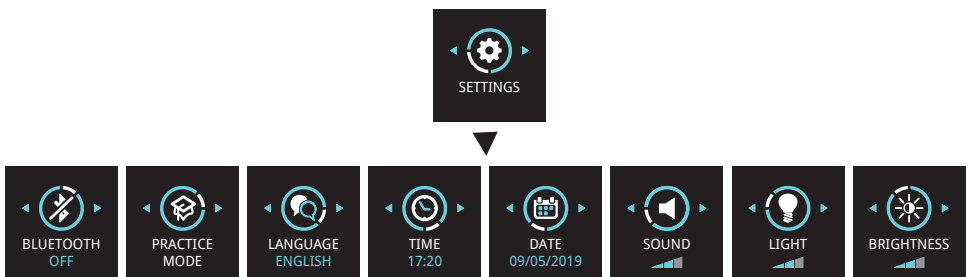 SETTINGS
BLUETOOTH
OFF
PRACTICE
MODE
LANGUAGE
ENGLISH
TIME
17:20
DATE
09/05/2019
SOUND
LIGHT
BRIGHTNESS